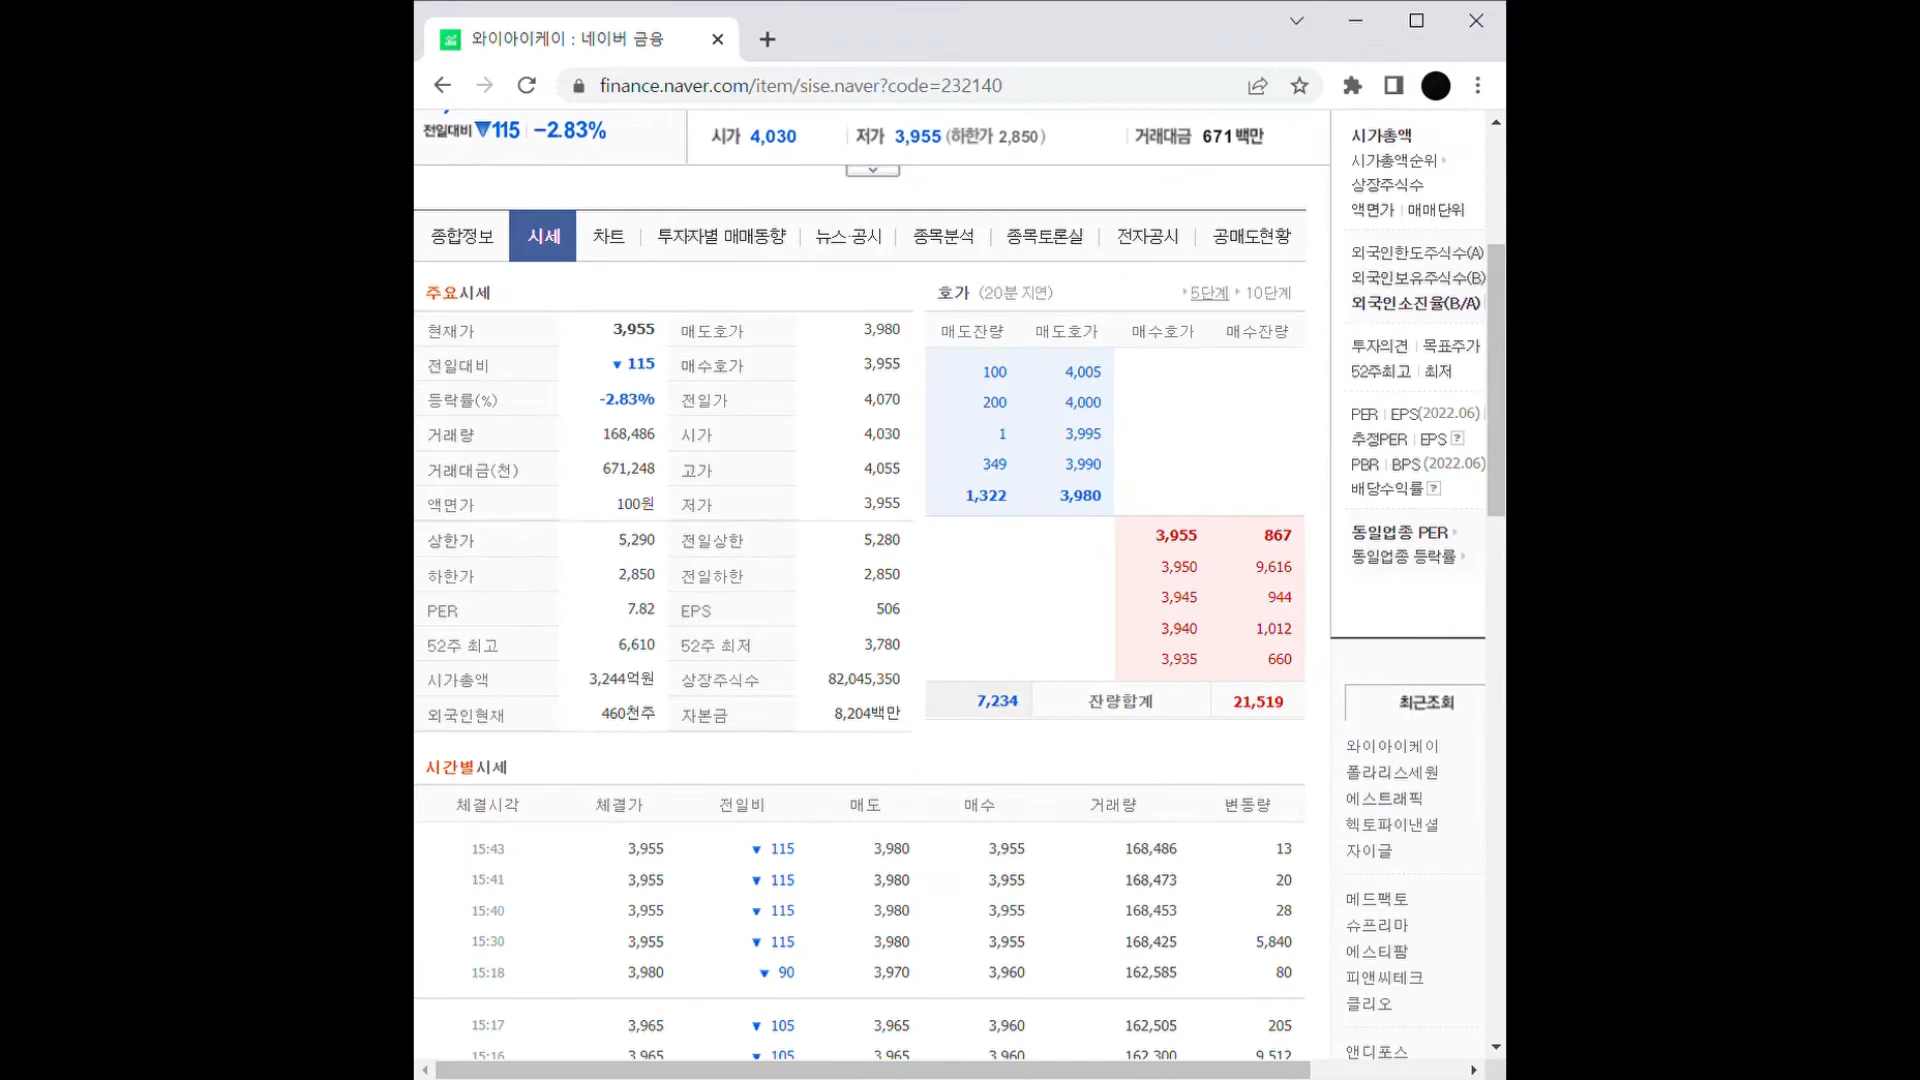 와이아이케이 : 네이버 금융
finance.naver.com/item/sise.naver?code=232140
전일대비 ▼115 -2.83%
시가 4,030 저가 3,955 (하한가 2,850) 거래대금 671 백만
종합정보 시세 차트 투자자별 매매동향 뉴스·공시 종목분석 종목토론실 전자공시 공매도현황
주요시세
현재가 3,955 매도호가 3,980
전일대비 ▼ 115 매수호가 3,955
등락률(%) -2.83% 전일가 4,070
거래량 168,486 시가 4,030
거래대금(천) 671,248 고가 4,055
액면가 100원 저가 3,955
상한가 5,290 전일상한 5,280
하한가 2,850 전일하한 2,850
PER 7.82 EPS 506
52주 최고 6,610 52주 최저 3,780
시가총액 3,244억원 상장주식수 82,045,350
외국인현재 460천주 자본금 8,204백만
호가 (20분 지연) 5단계 10단계
매도잔량 매도호가 매수호가 매수잔량
100 4,005
200 4,000
1 3,995
349 3,990
1,322 3,980
3,955 867
3,950 9,616
3,945 944
3,940 1,012
3,935 660
7,234 잔량합계 21,519
시간별시세
체결시각 체결가 전일비 매도 매수 거래량 변동량
15:43 3,955 ▼ 115 3,980 3,955 168,486 13
15:41 3,955 ▼ 115 3,980 3,955 168,473 20
15:40 3,955 ▼ 115 3,980 3,955 168,453 28
15:30 3,955 ▼ 115 3,980 3,955 168,425 5,840
15:18 3,980 ▼ 90 3,970 3,960 162,585 80
15:17 3,965 ▼ 105 3,965 3,960 162,505 205
15:16 3,965 ▼ 105 3,965 3,960 162,300 9,512
시가총액
시가총액순위
상장주식수
액면가 매매단위
외국인한도주식수(A)
외국인보유주식수(B)
외국인소진율(B/A)
투자의견 목표주가
52주최고 최저
PER EPS(2022.06)
추정PER EPS ?
PBR BPS (2022.06)
배당수익률 ?
동일업종 PER
동일업종 등락률
최근조회
와이아이케이
폴라리스세원
에스트래픽
헥토파이낸셜
자이글
메드팩토
슈프리마
에스티팜
피앤씨테크
클리오
앤디포스